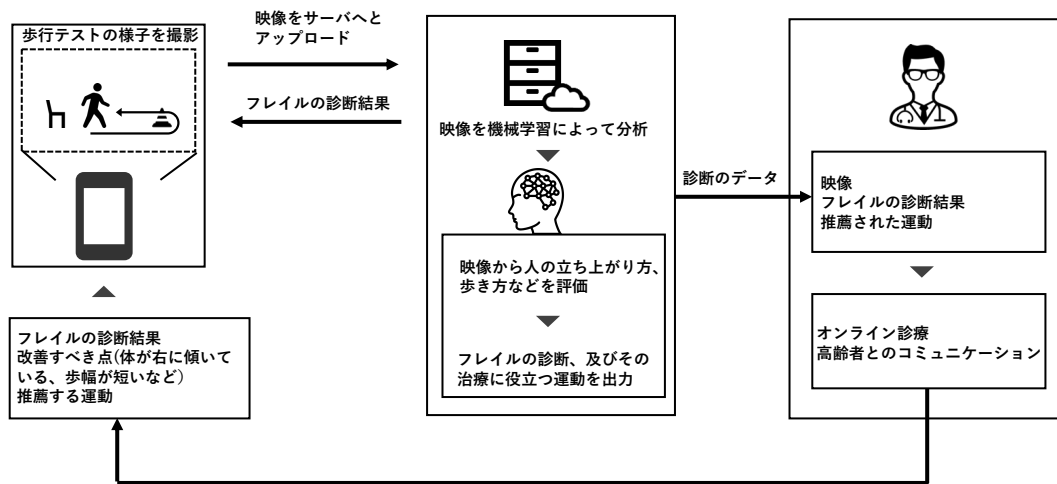 歩行テストの様子を撮影
映像をサーバへと
アップロード
フレイルの診断結果
映像を機械学習によって分析
映像から人の立ち上がり方、
歩き方などを評価
フレイルの診断、及びその
治療に役立つ運動を出力
診断のデータ
映像
フレイルの診断結果
推薦された運動
オンライン診療
高齢者とのコミュニケーション
フレイルの診断結果
改善すべき点(体が右に傾いて
いる、歩幅が短いなど)
推薦する運動